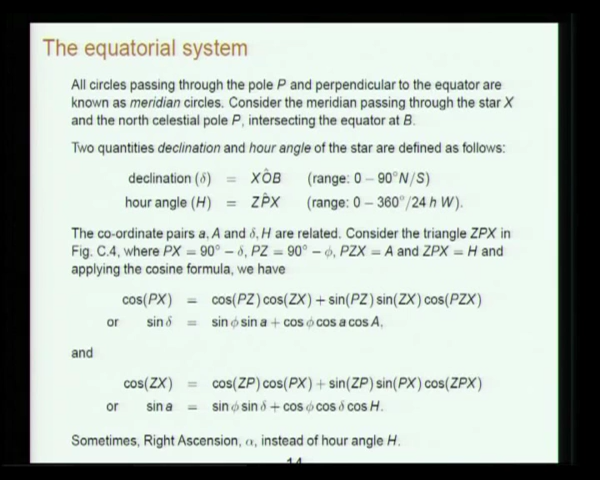 The equatorial system
All circles passing through the pole P and perpendicular to the equator are
known as meridian circles. Consider the meridian passing through the star X
and the north celestial pole P, intersecting the equator at B.
Two quantities declination and hour angle of the star are defined as follows:
declination (δ) = XÔB (range: 0 – 90°N/S)
hour angle (H) = ZP̂X (range: 0 – 360°/24 h W).
The co-ordinate pairs a, A and δ, H are related. Consider the triangle ZPX in
Fig. C.4, where PX = 90° – δ, PZ = 90° – ϕ, PZX = A and ZPX = H and
applying the cosine formula, we have
cos(PX) = cos(PZ) cos(ZX) + sin(PZ) sin(ZX) cos(PZX)
or sin δ = sin ϕ sin a + cos ϕ cos a cos A,
and
cos(ZX) = cos(ZP) cos(PX) + sin(ZP) sin(PX) cos(ZPX)
or sin a = sin ϕ sin δ + cos ϕ cos δ cos H.
Sometimes, Right Ascension, α, instead of hour angle H.
14